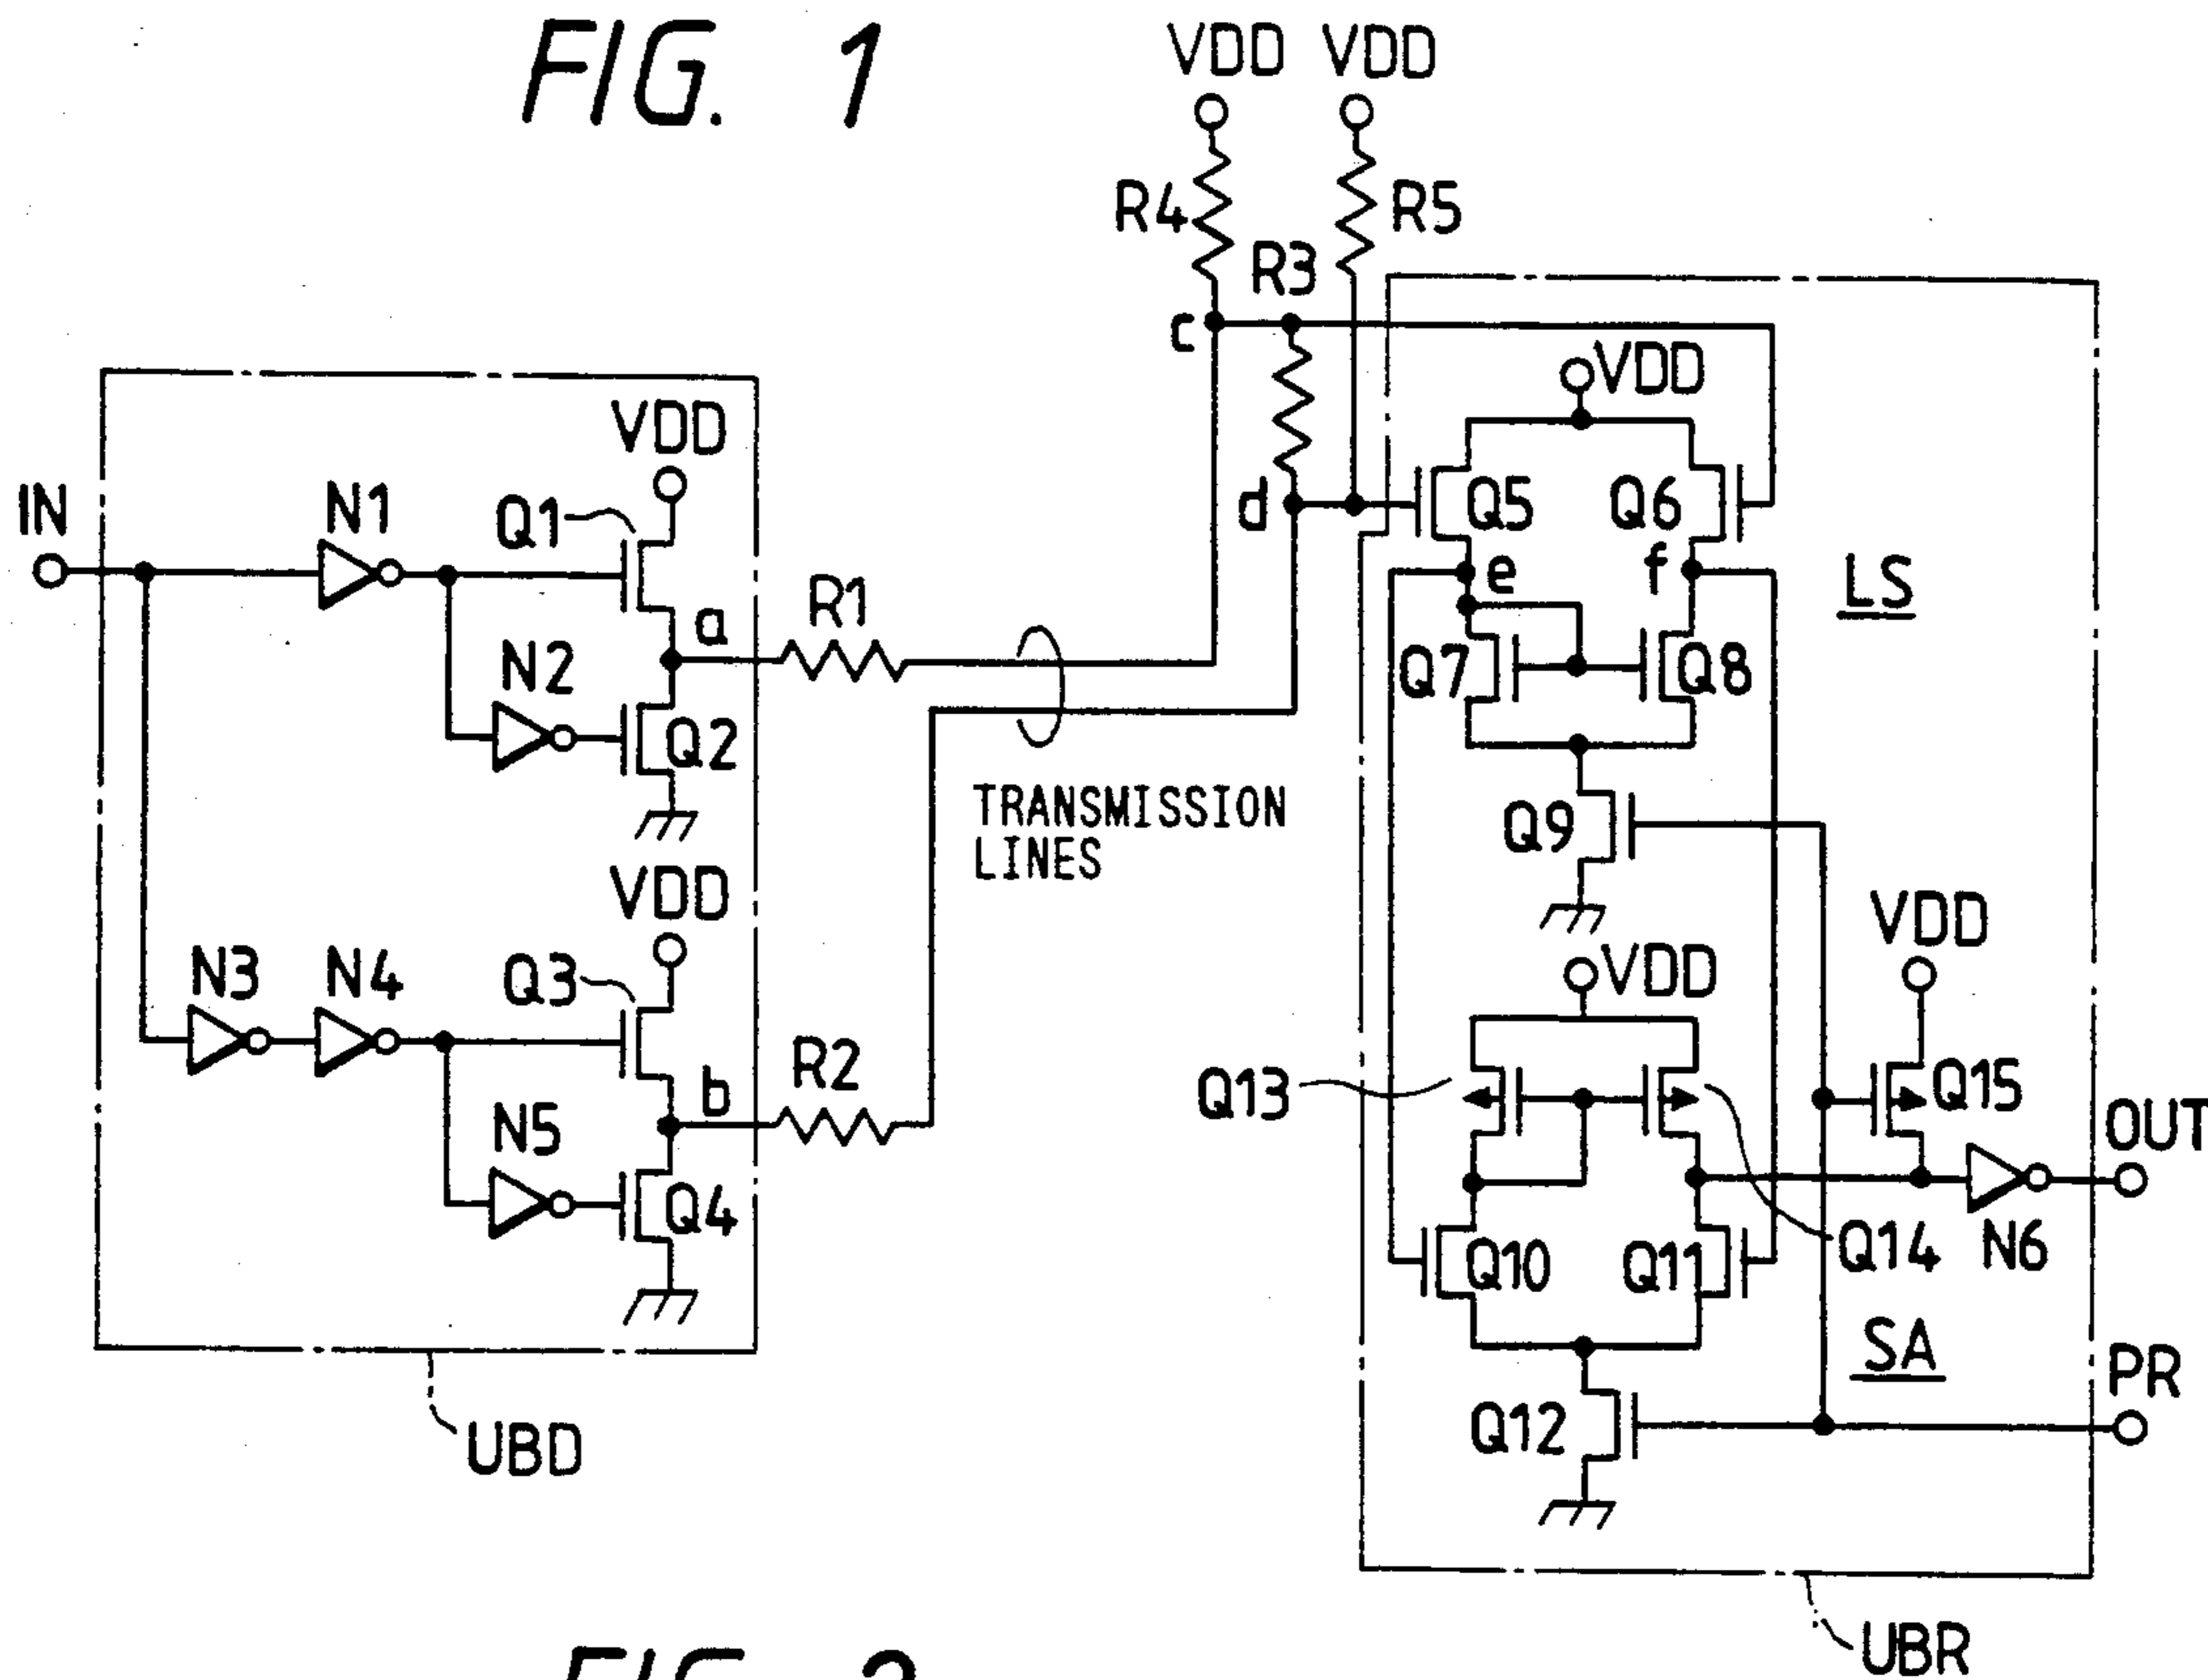 FIG. 1
VDD VDD
R4
R5
R3
c
VDD
VDD
IN
N1
Q1
d
Q5
Q6
e
f
LS
a
R1
N2
Q7
Q8
Q2
TRANSMISSION
LINES
Q9
VDD
VDD
N3
N4
Q3
VDD
b
R2
Q13
Q15
OUT
N5
Q4
Q10
Q11
Q14
N6
SA
PR
Q12
UBD
UBR